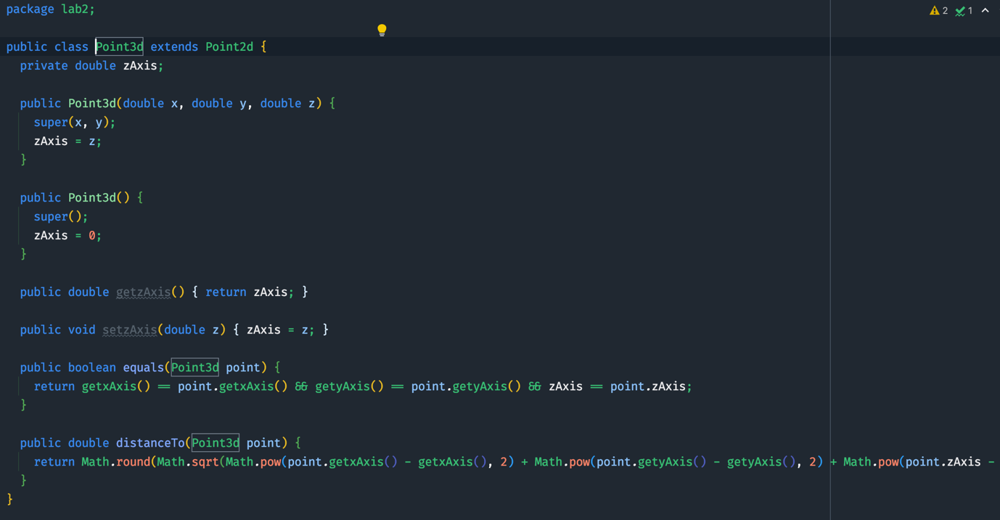 package lab2;
2 1
public class Point3d extends Point2d {
private double zAxis;
public Point3d(double x, double y, double z) {
super(x, y);
zAxis = z;
}
public Point3d() {
super();
zAxis = 0;
}
public double getzAxis() { return zAxis; }
public void setzAxis(double z) { zAxis = z; }
public boolean equals(Point3d point) {
return getxAxis() == point.getxAxis() && getyAxis() == point.getyAxis() && zAxis == point.zAxis;
}
public double distanceTo(Point3d point) {
return Math.round(Math.sqrt(Math.pow(point.getxAxis() - getxAxis(), 2) + Math.pow(point.getyAxis() - getyAxis(), 2) + Math.pow(point.zAxis -
}
}